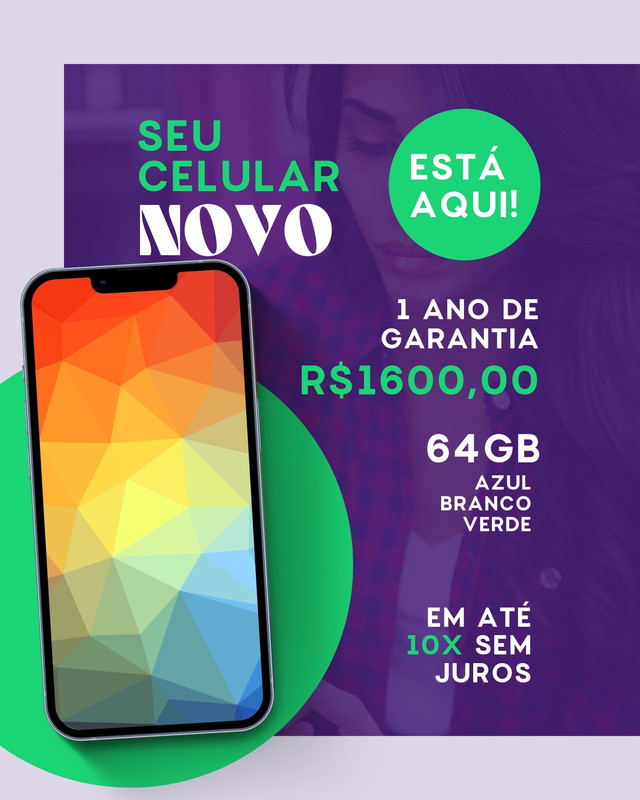 SEU
CELULAR
NOVO
ESTÁ
AQUI!
1 ANO DE
GARANTIA
R$1600,00
64GB
AZUL
BRANCO
VERDE
EM ATÉ
10X SEM
JUROS